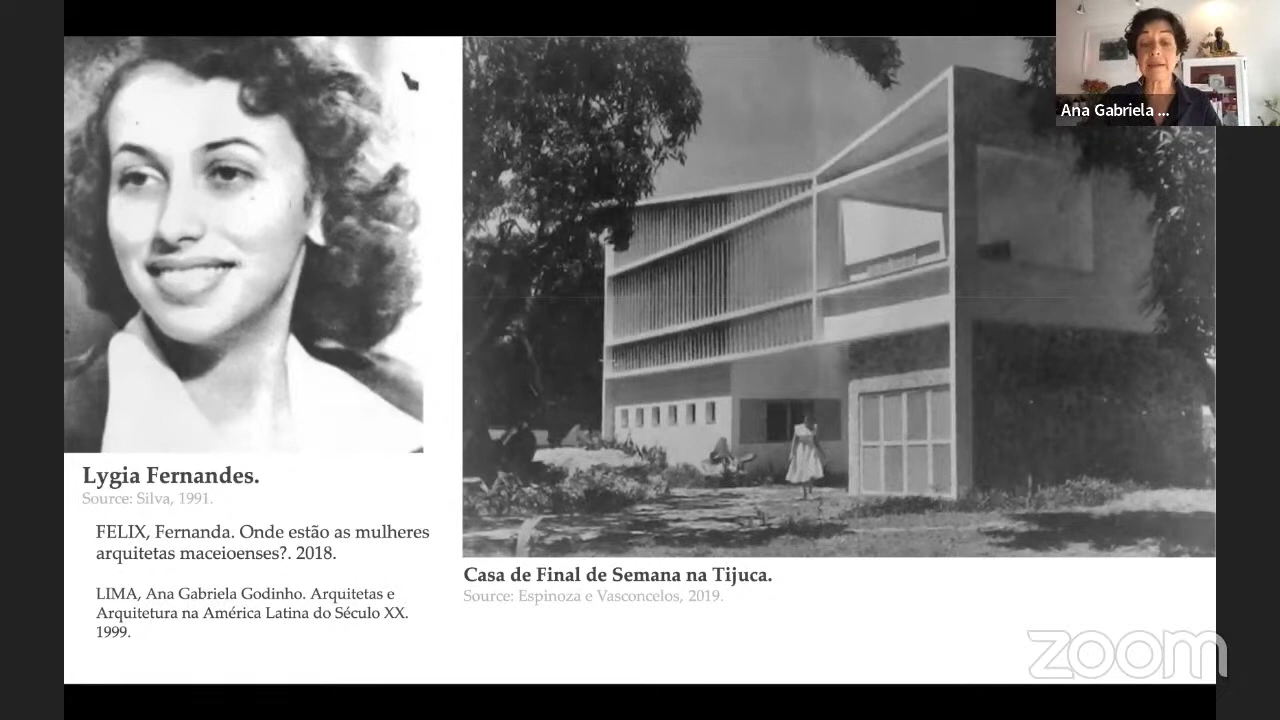 Ana Gabriela ...
Lygia Fernandes.
Source: Silva, 1991.
FELIX, Fernanda. Onde estão as mulheres
arquitetas maceioenses?. 2018.
LIMA, Ana Gabriela Godinho. Arquitetas e
Arquitetura na América Latina do Século XX.
1999.
Casa de Final de Semana na Tijuca.
Source: Espinoza e Vasconcelos, 2019.
zoom